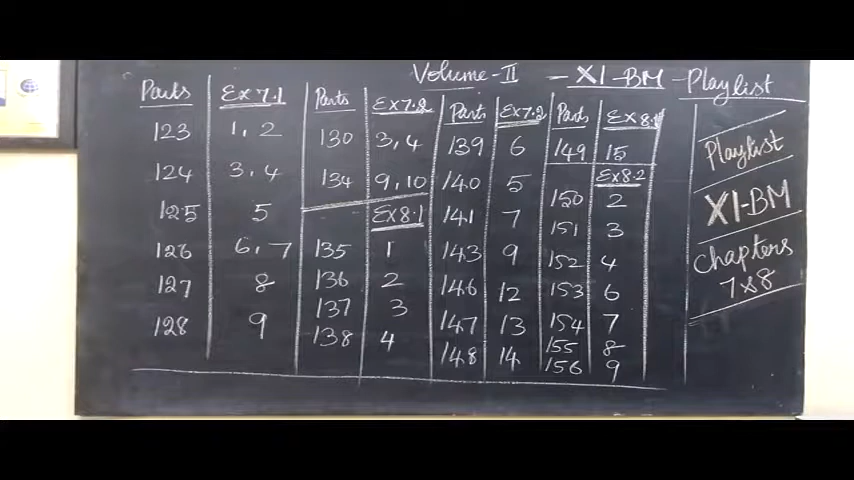 Volume-II - XI-BM - Playlist
Parts Ex 7.1
123 1, 2
124 3, 4
125 5
126 6, 7
127 8
128 9
Parts Ex 7.2
130 3, 4
134 9, 10
Ex 8.1
135 1
136 2
137 3
138 4
Parts Ex 7.2
139 6
140 5
141 7
143 9
146 12
147 13
148 14
Parts Ex 8.1
149 15
Ex 8.2
150 2
151 3
152 4
153 6
154 7
155 8
156 9
Playlist
XI-BM
Chapters
7 & 8